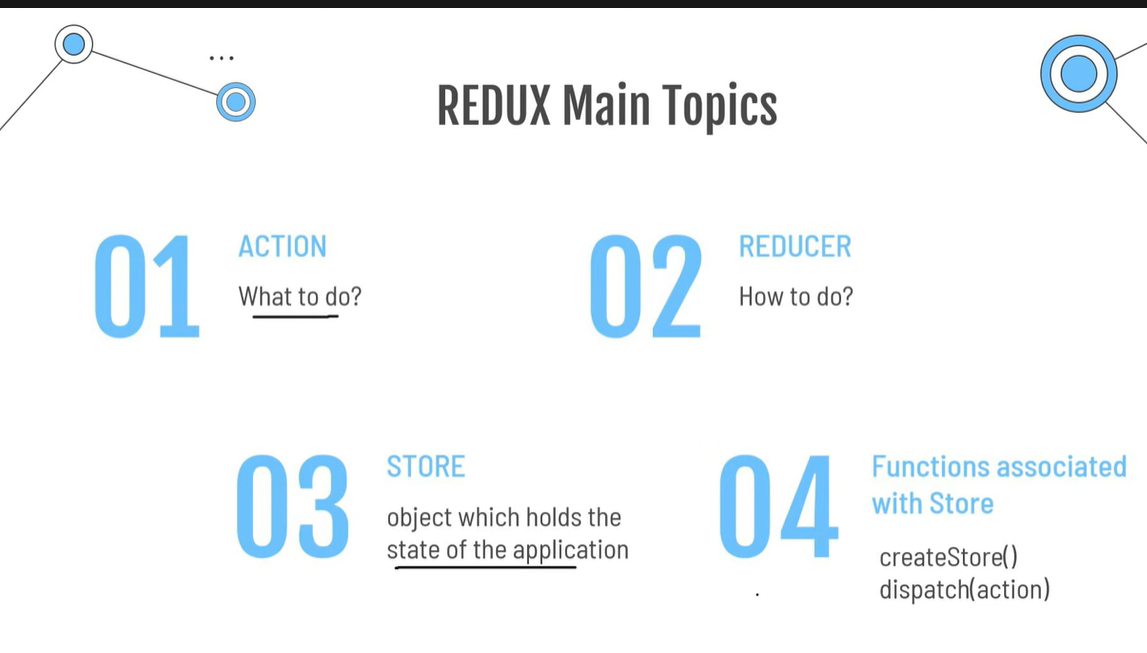 REDUX Main Topics
01
ACTION
What to do?
02
REDUCER
How to do?
03
STORE
object which holds the
state of the application
04
Functions associated
with Store
createStore()
dispatch(action)